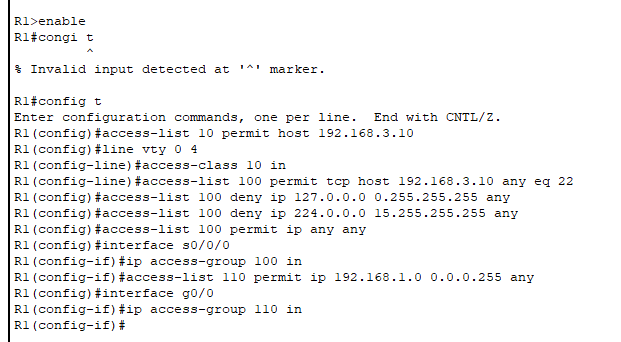 R1>enable
R1#congi t
^
% Invalid input detected at '^' marker.
R1#config t
Enter configuration commands, one per line. End with CNTL/Z.
R1(config)#access-list 10 permit host 192.168.3.10
R1(config)#line vty 0 4
R1(config-line)#access-class 10 in
R1(config-line)#access-list 100 permit tcp host 192.168.3.10 any eq 22
R1(config)#access-list 100 deny ip 127.0.0.0 0.255.255.255 any
R1(config)#access-list 100 deny ip 224.0.0.0 15.255.255.255 any
R1(config)#access-list 100 permit ip any any
R1(config)#interface s0/0/0
R1(config-if)#ip access-group 100 in
R1(config-if)#access-list 110 permit ip 192.168.1.0 0.0.0.255 any
R1(config)#interface g0/0
R1(config-if)#ip access-group 110 in
R1(config-if)#